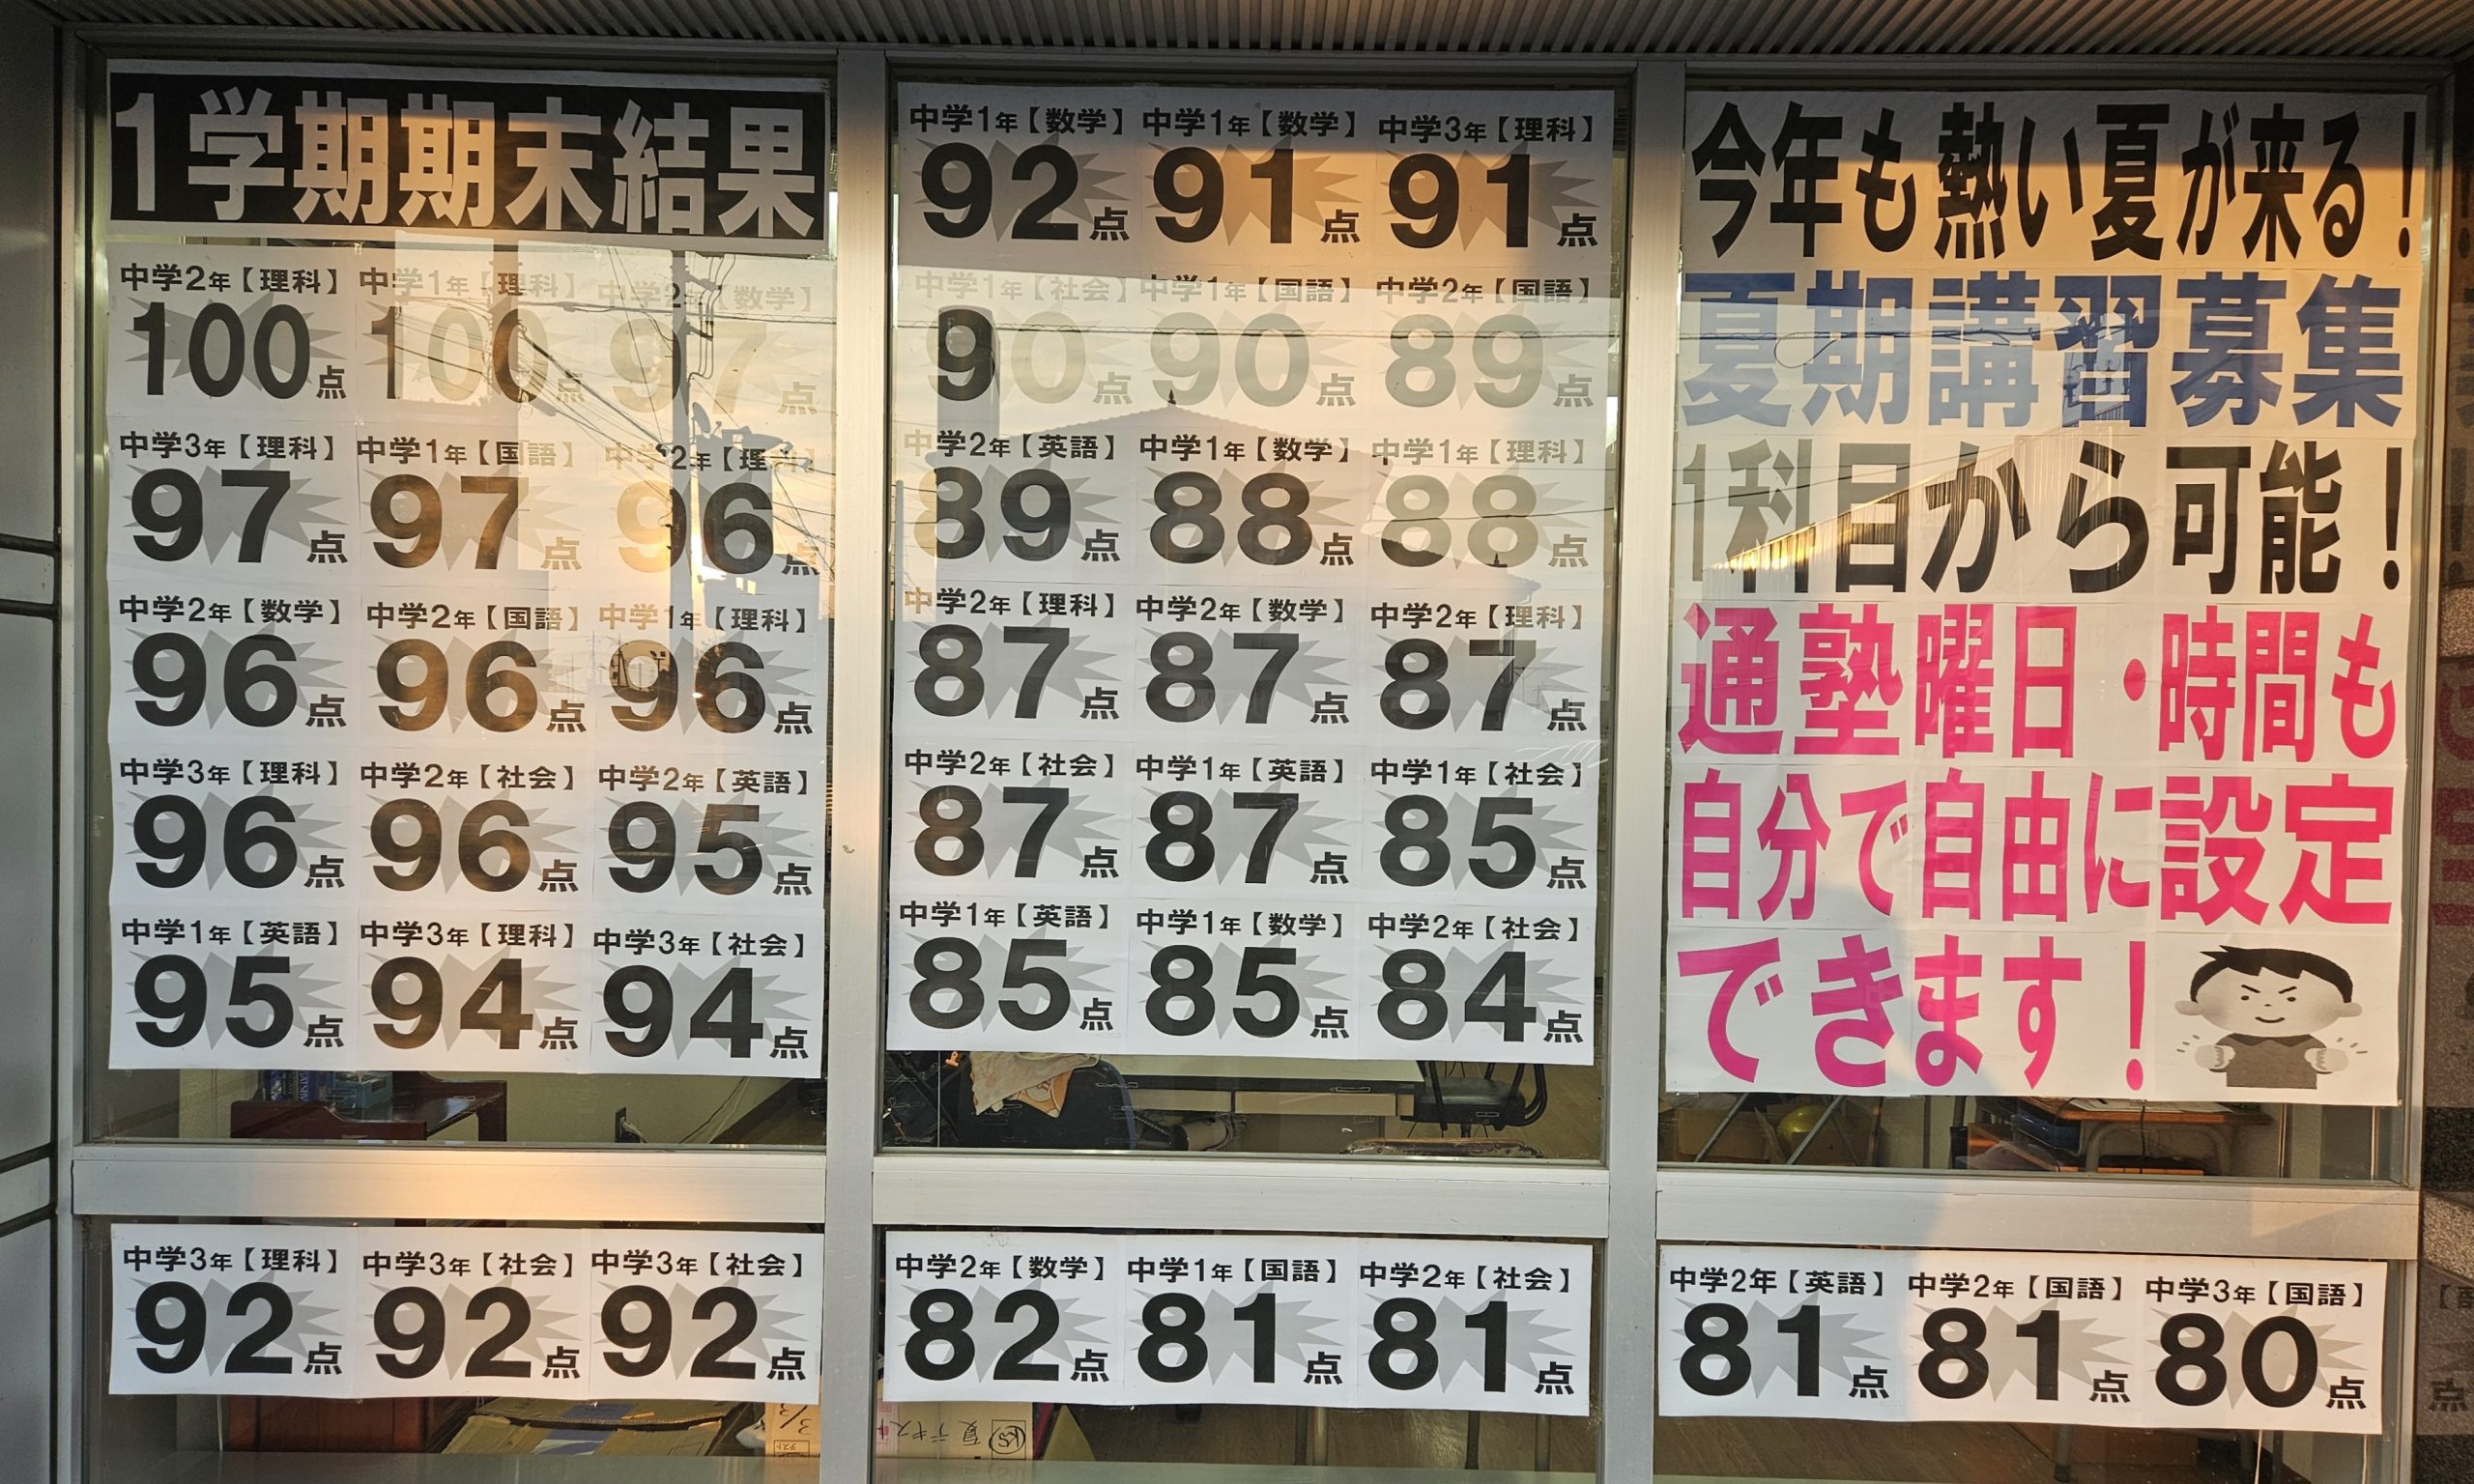 1学期期末結果
中学2年【理科】 中学1年【理科】 中学2年【数学】
100点 100点 97点
中学3年【理科】 中学1年【国語】 中学2年【理科】
97点 97点 96点
中学2年【数学】 中学2年【国語】 中学1年【理科】
96点 96点 96点
中学3年【理科】 中学2年【社会】 中学2年【英語】
96点 96点 95点
中学1年【英語】 中学3年【理科】 中学3年【社会】
95点 94点 94点
中学3年【理科】 中学3年【社会】 中学3年【社会】
92点 92点 92点
中学1年【数学】 中学1年【数学】 中学3年【理科】
92点 91点 91点
中学1年【社会】 中学1年【国語】 中学2年【国語】
90点 90点 89点
中学2年【英語】 中学1年【数学】 中学1年【理科】
89点 88点 88点
中学2年【理科】 中学2年【数学】 中学2年【理科】
87点 87点 87点
中学2年【社会】 中学1年【英語】 中学1年【社会】
87点 87点 85点
中学1年【英語】 中学1年【数学】 中学2年【社会】
85点 85点 84点
中学2年【数学】 中学1年【国語】 中学2年【社会】
82点 81点 81点
今年も熱い夏が来る!
夏期講習募集
1科目から可能!
通塾曜日・時間も
自分で自由に設定
できます!
中学2年【英語】 中学2年【国語】 中学3年【国語】
81点 81点 80点
夏テキスト